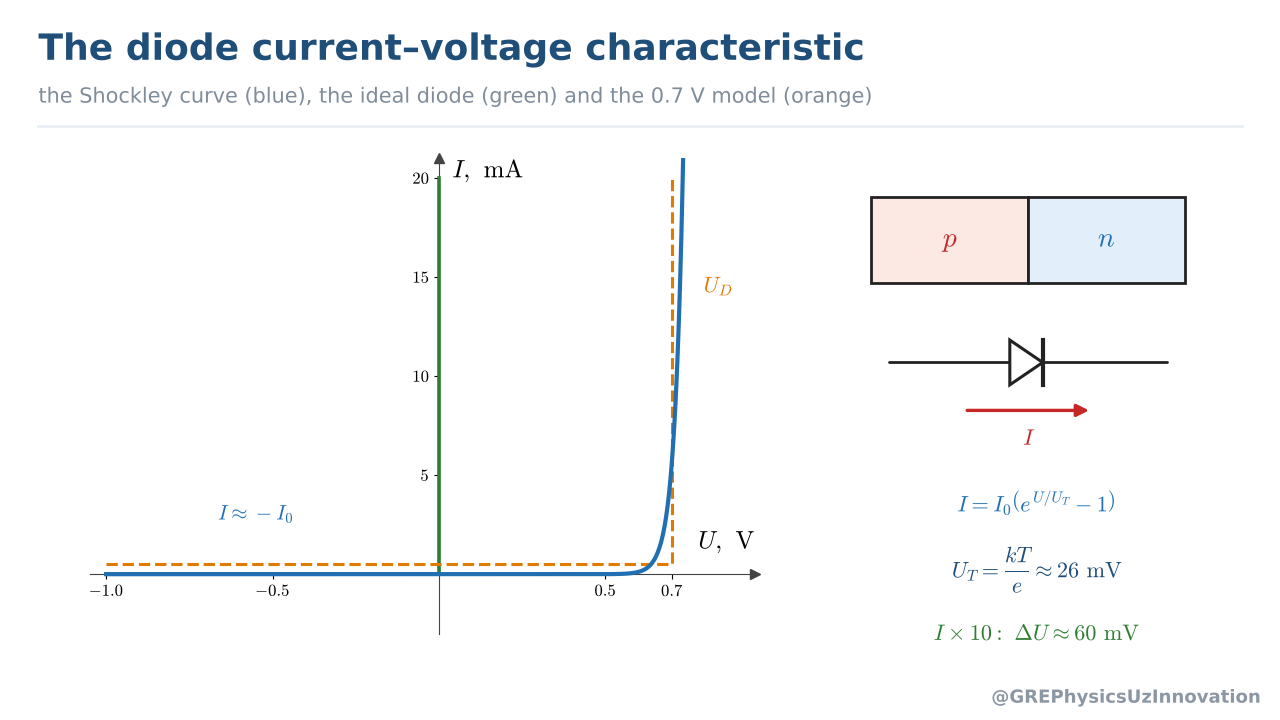 The diode current–voltage characteristic
the Shockley curve (blue), the ideal diode (green) and the 0.7 V model (orange)
I, mA
20
15
10
5
U_D
I ≈ −I₀
U, V
−1.0
−0.5
0.5
0.7
p
n
I
I = I₀(e^{U/U_T} − 1)
U_T = kT/e ≈ 26 mV
I × 10 : ΔU ≈ 60 mV
@GREPhysicsUzInnovation